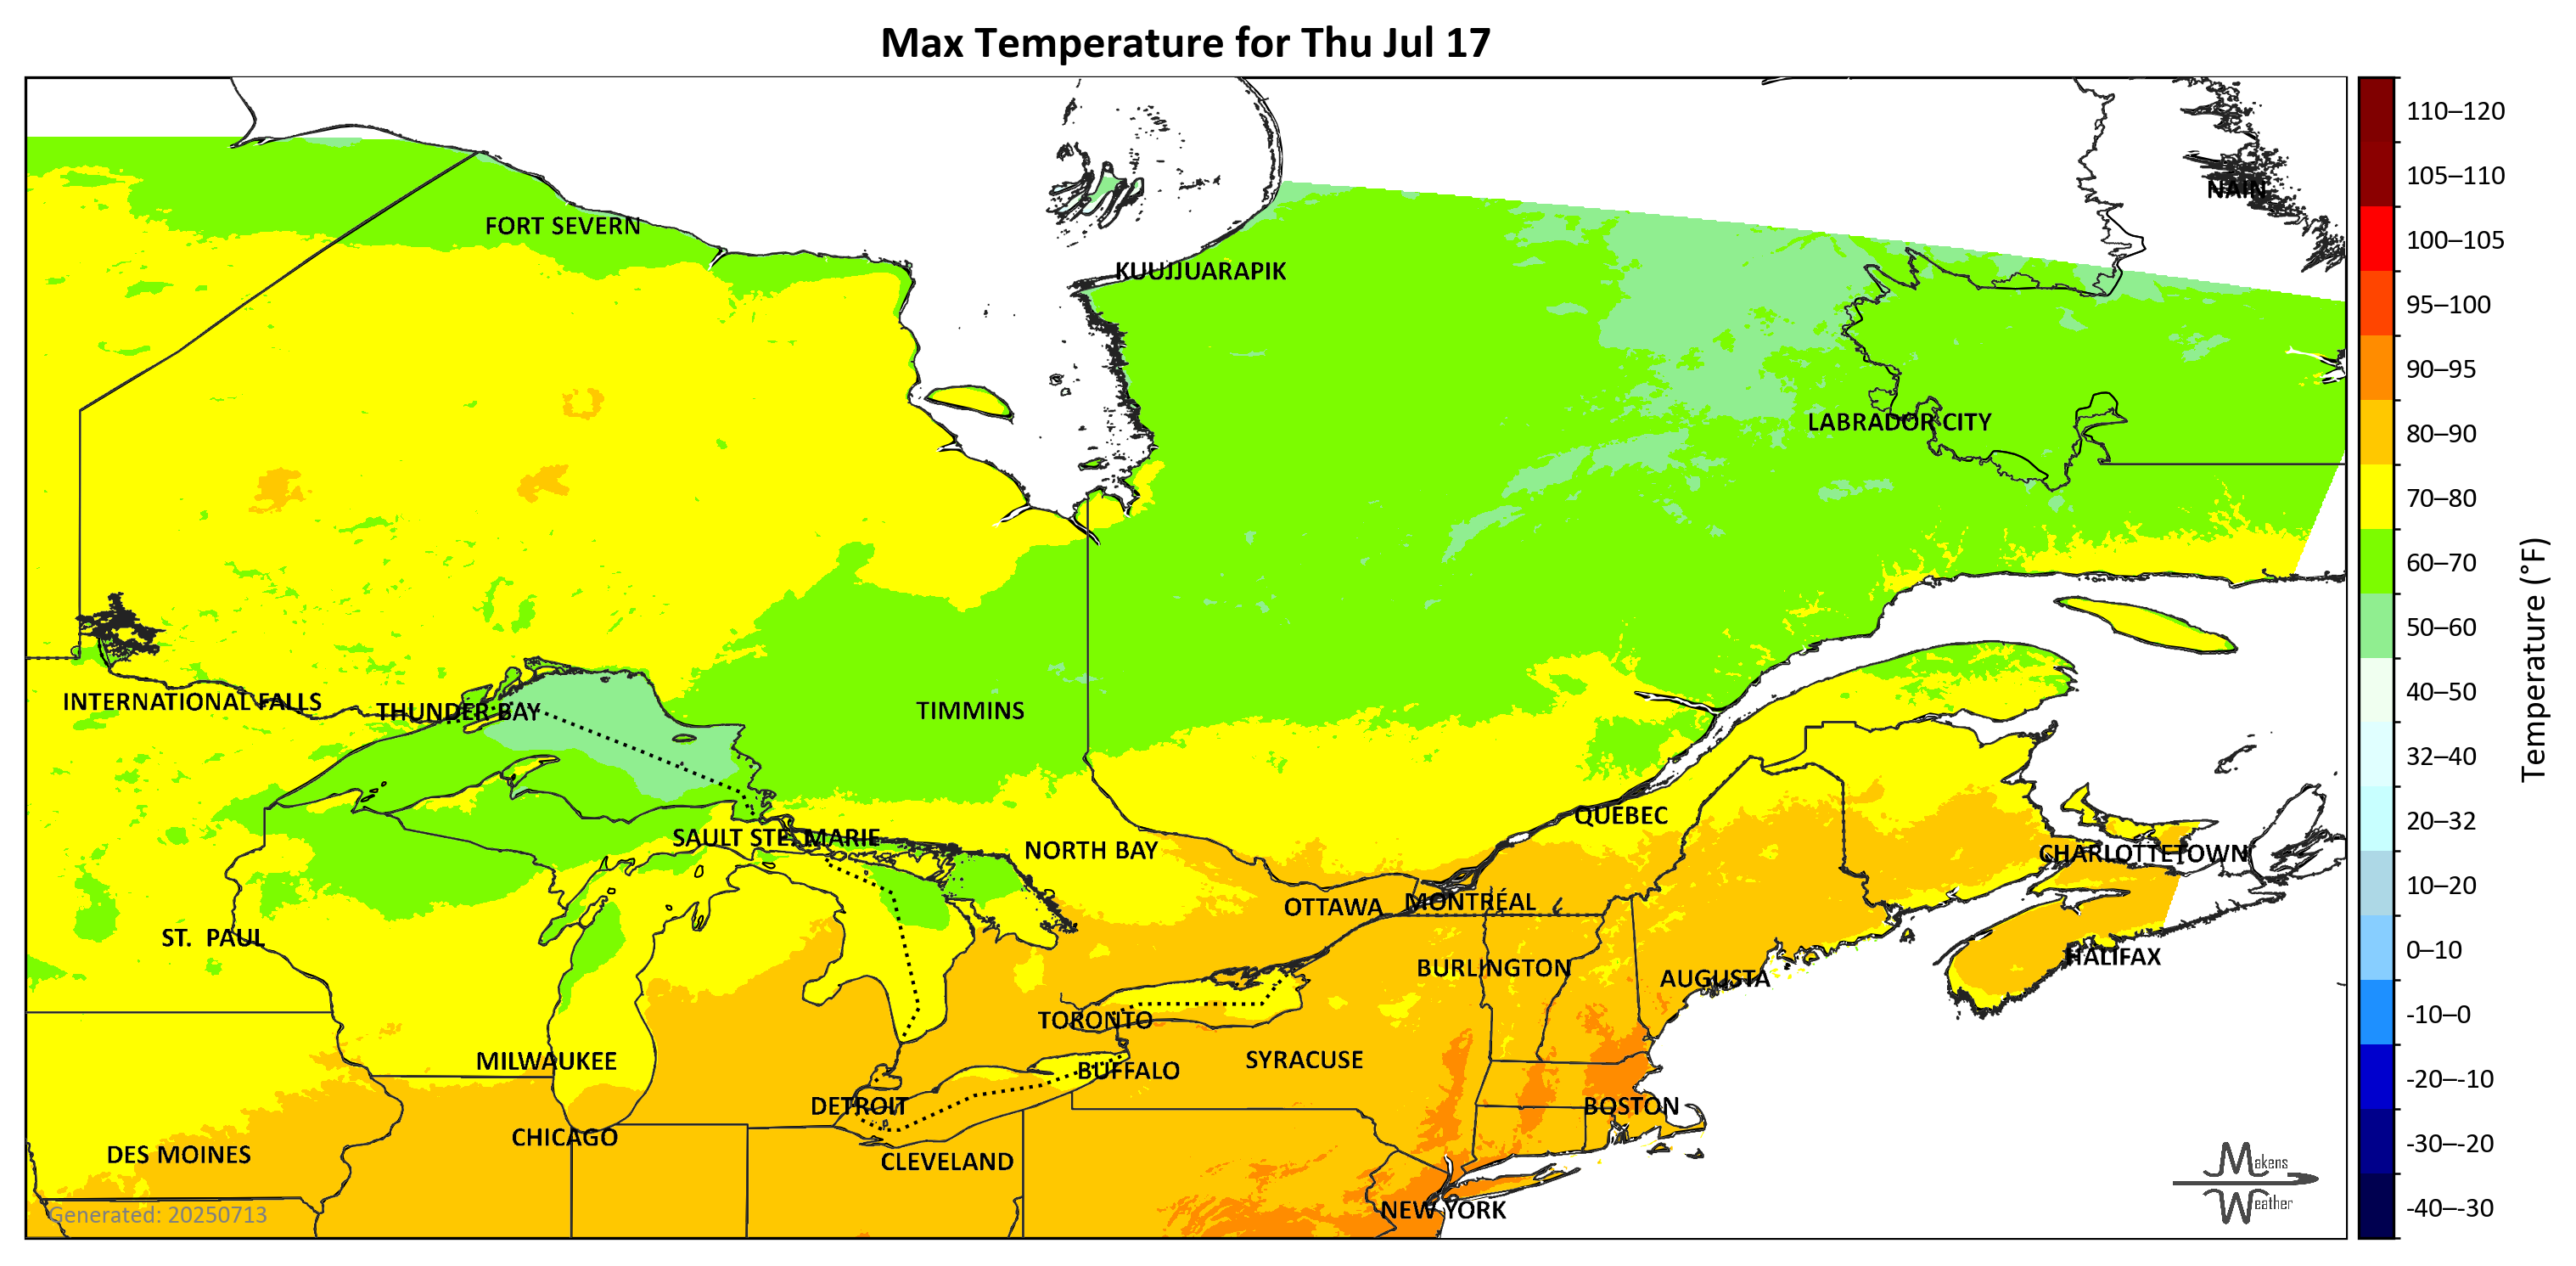 Max Temperature for Thu Jul 17
NAIN
FORT SEVERN
KUUJJUARAPIK
LABRADOR CITY
INTERNATIONAL FALLS
THUNDER BAY
TIMMINS
QUEBEC
SAULT STE. MARIE
NORTH BAY
CHARLOTTETOWN
OTTAWA
MONTRÉAL
ST. PAUL
HALIFAX
BURLINGTON
AUGUSTA
TORONTO
MILWAUKEE
SYRACUSE
BUFFALO
DETROIT
BOSTON
CHICAGO
DES MOINES
CLEVELAND
NEW YORK
Generated: 20250713
Makens
Weather
110–120
105–110
100–105
95–100
90–95
80–90
70–80
60–70
50–60
40–50
32–40
20–32
10–20
0–10
-10–0
-20–-10
-30–-20
-40–-30
Temperature (°F)